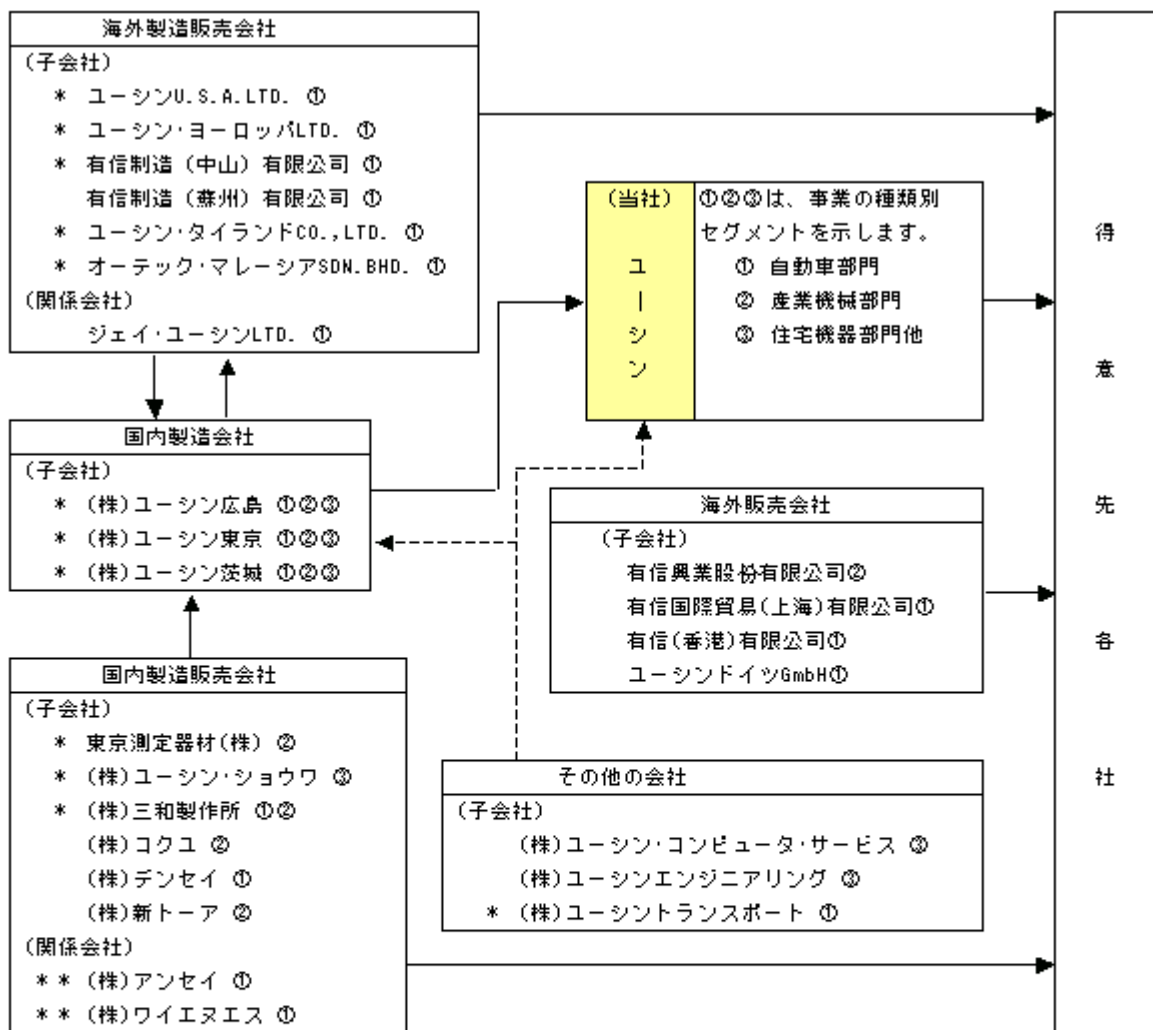 海外製造販売会社
(子会社)
* ユーシンU.S.A.LTD. ①
* ユーシン・ヨーロッパLTD. ①
* 有信制造(中山)有限公司 ①
有信制造(蘇州)有限公司 ①
* ユーシン・タイランドCO.,LTD. ①
* オーテック・マレーシアSDN.BHD. ①
(関係会社)
ジェイ・ユーシンLTD. ①
国内製造会社
(子会社)
* (株)ユーシン広島 ①②③
* (株)ユーシン東京 ①②③
* (株)ユーシン茨城 ①②③
国内製造販売会社
(子会社)
* 東京測定器材(株) ②
* (株)ユーシン・ショウワ ③
* (株)三和製作所 ①②
(株)コクユ ②
(株)デンセイ ①
(株)新トーア ②
(関係会社)
** (株)アンセイ ①
** (株)ワイエヌエス ①
(当社)
ユーシン
①②③は、事業の種類別
セグメントを示します。
① 自動車部門
② 産業機械部門
③ 住宅機器部門他
海外販売会社
(子会社)
有信興業股份有限公司②
有信国際貿易(上海)有限公司①
有信(香港)有限公司①
ユーシンドイツGmbH①
その他の会社
(子会社)
(株)ユーシン・コンピュータ・サービス ③
(株)ユーシンエンジニアリング ③
* (株)ユーシントランスポート ①
得意先各社